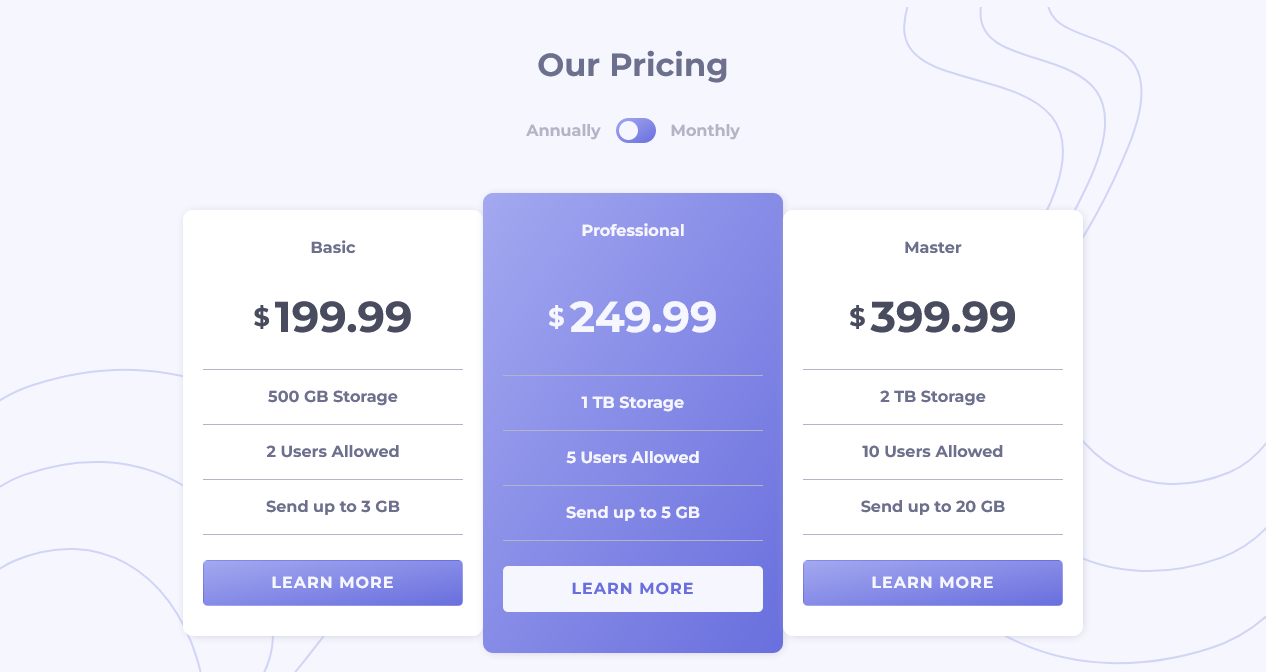 Our Pricing
Annually Monthly
Basic
$199.99
500 GB Storage
2 Users Allowed
Send up to 3 GB
LEARN MORE
Professional
$249.99
1 TB Storage
5 Users Allowed
Send up to 5 GB
LEARN MORE
Master
$399.99
2 TB Storage
10 Users Allowed
Send up to 20 GB
LEARN MORE